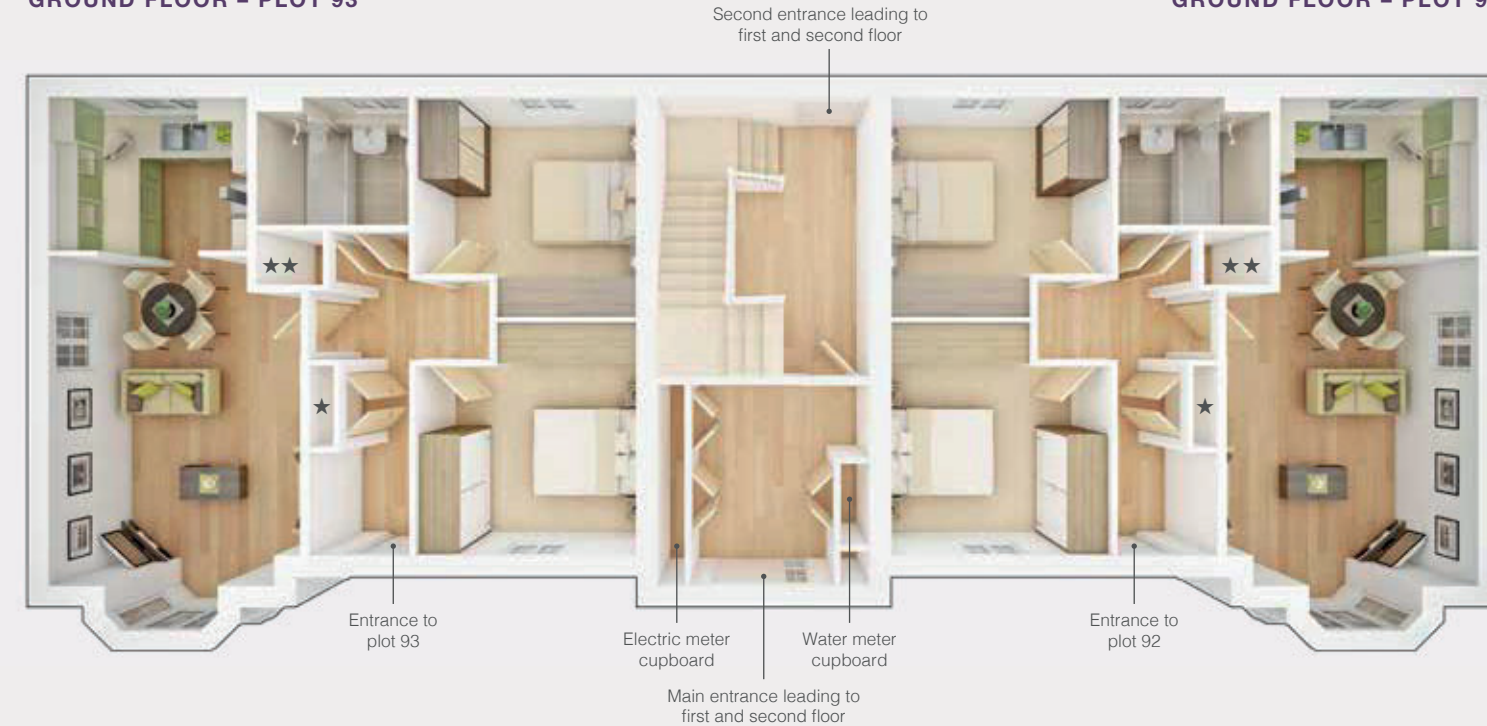 GROUND FLOOR – PLOT 93
GROUND FLOOR – PLOT 9
Second entrance leading to
first and second floor
★★
★★
★
★
Entrance to
plot 93
Electric meter
cupboard
Water meter
cupboard
Entrance to
plot 92
Main entrance leading to
first and second floor